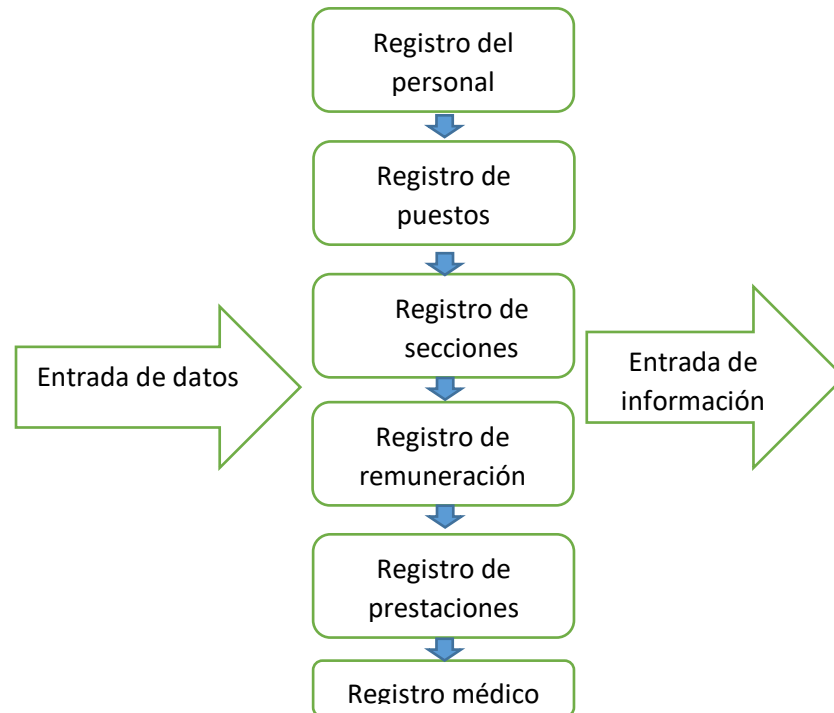 Registro del
personal
Registro de
puestos
Registro de
secciones
Entrada de datos
Entrada de
información
Registro de
remuneración
Registro de
prestaciones
Registro médico